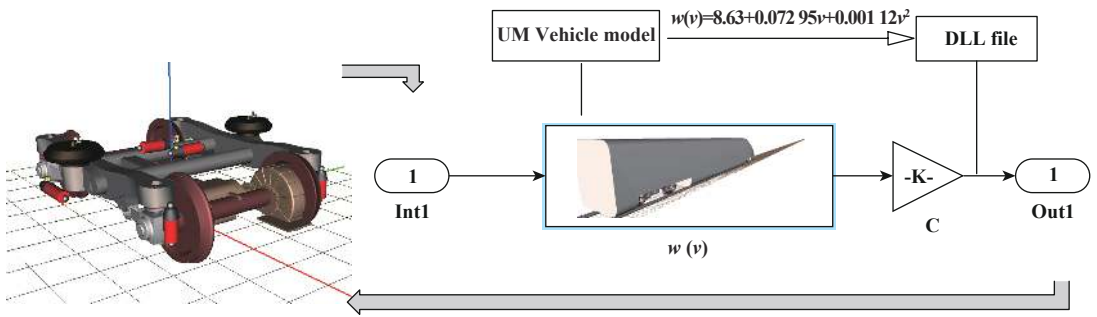 w(v)=8.63+0.072 95v+0.001 12v²
UM Vehicle model
DLL file
1
-K-
1
Int1
Out1
C
w (v)